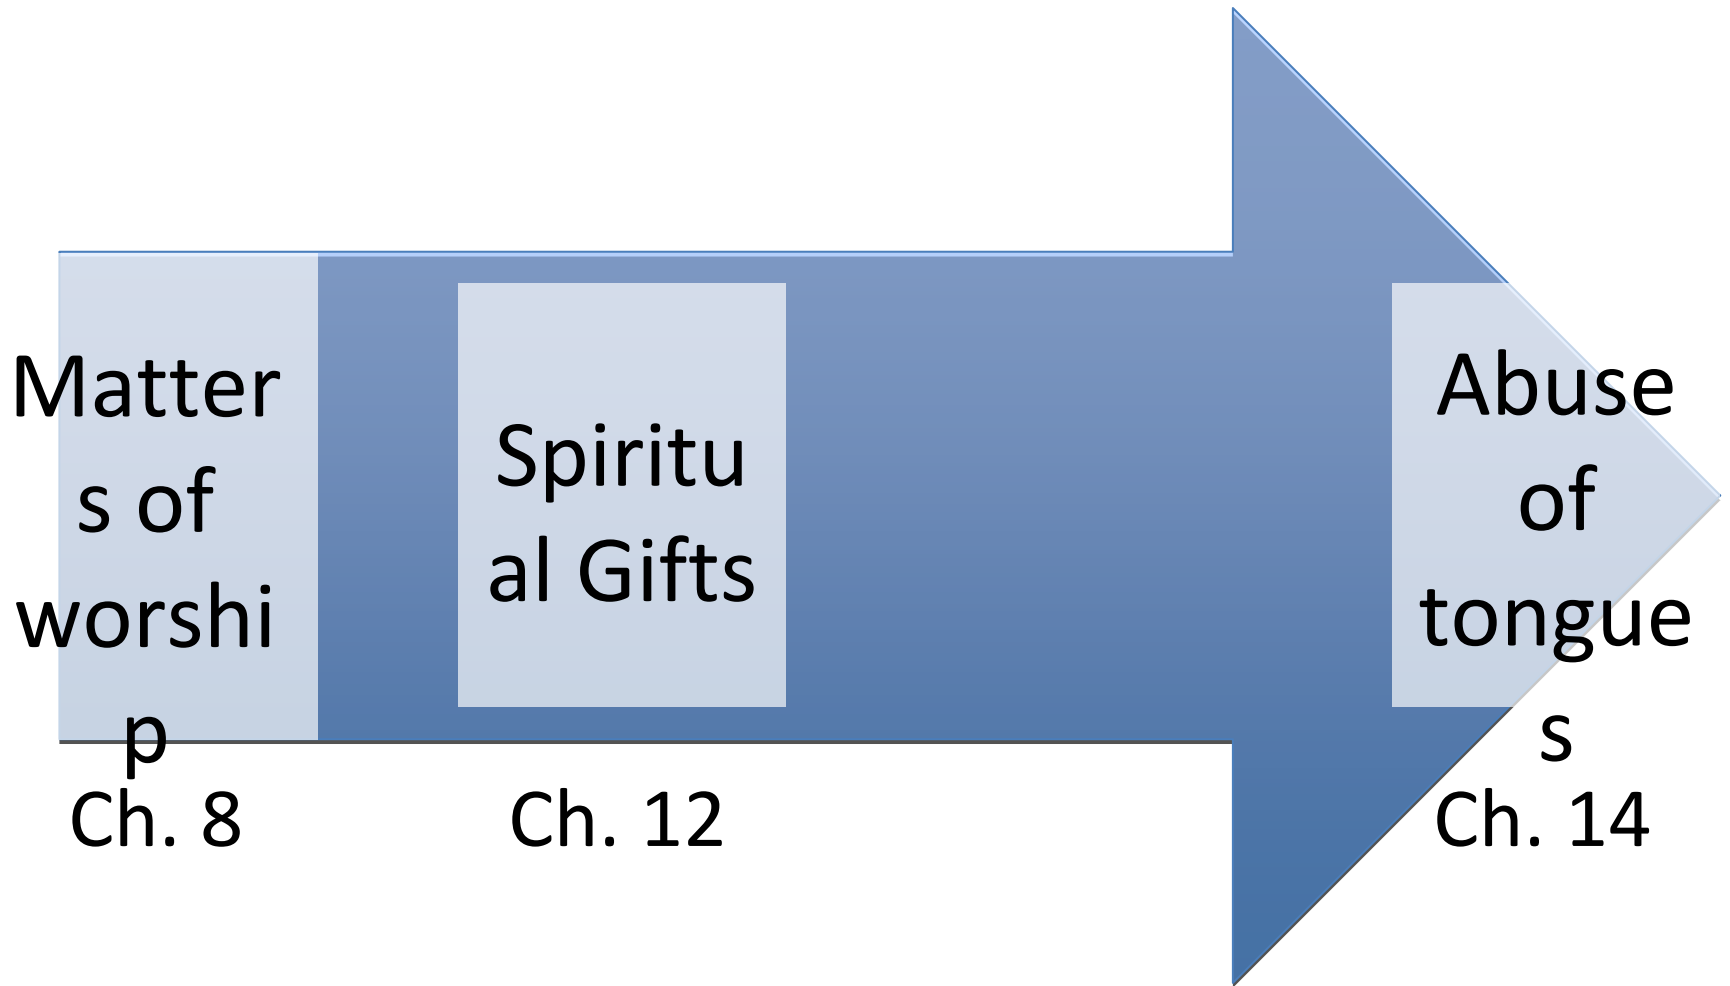 Matter
s of
worshi
p
Ch. 8
Spiritu
al Gifts
Ch. 12
Abuse
of
tongue
s
Ch. 14